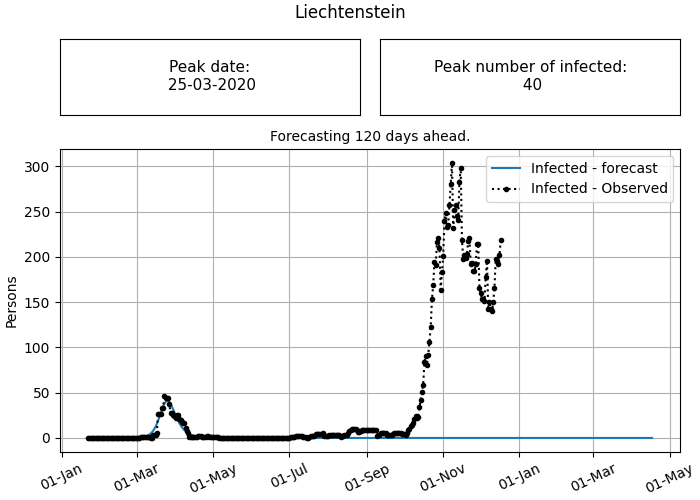 Liechtenstein
Peak date:
25-03-2020
Peak number of infected:
40
Forecasting 120 days ahead.
Infected - forecast
Infected - Observed
Persons
300
250
200
150
100
50
0
01-Jan
01-Mar
01-May
01-Jul
01-Sep
01-Nov
01-Jan
01-Mar
01-May